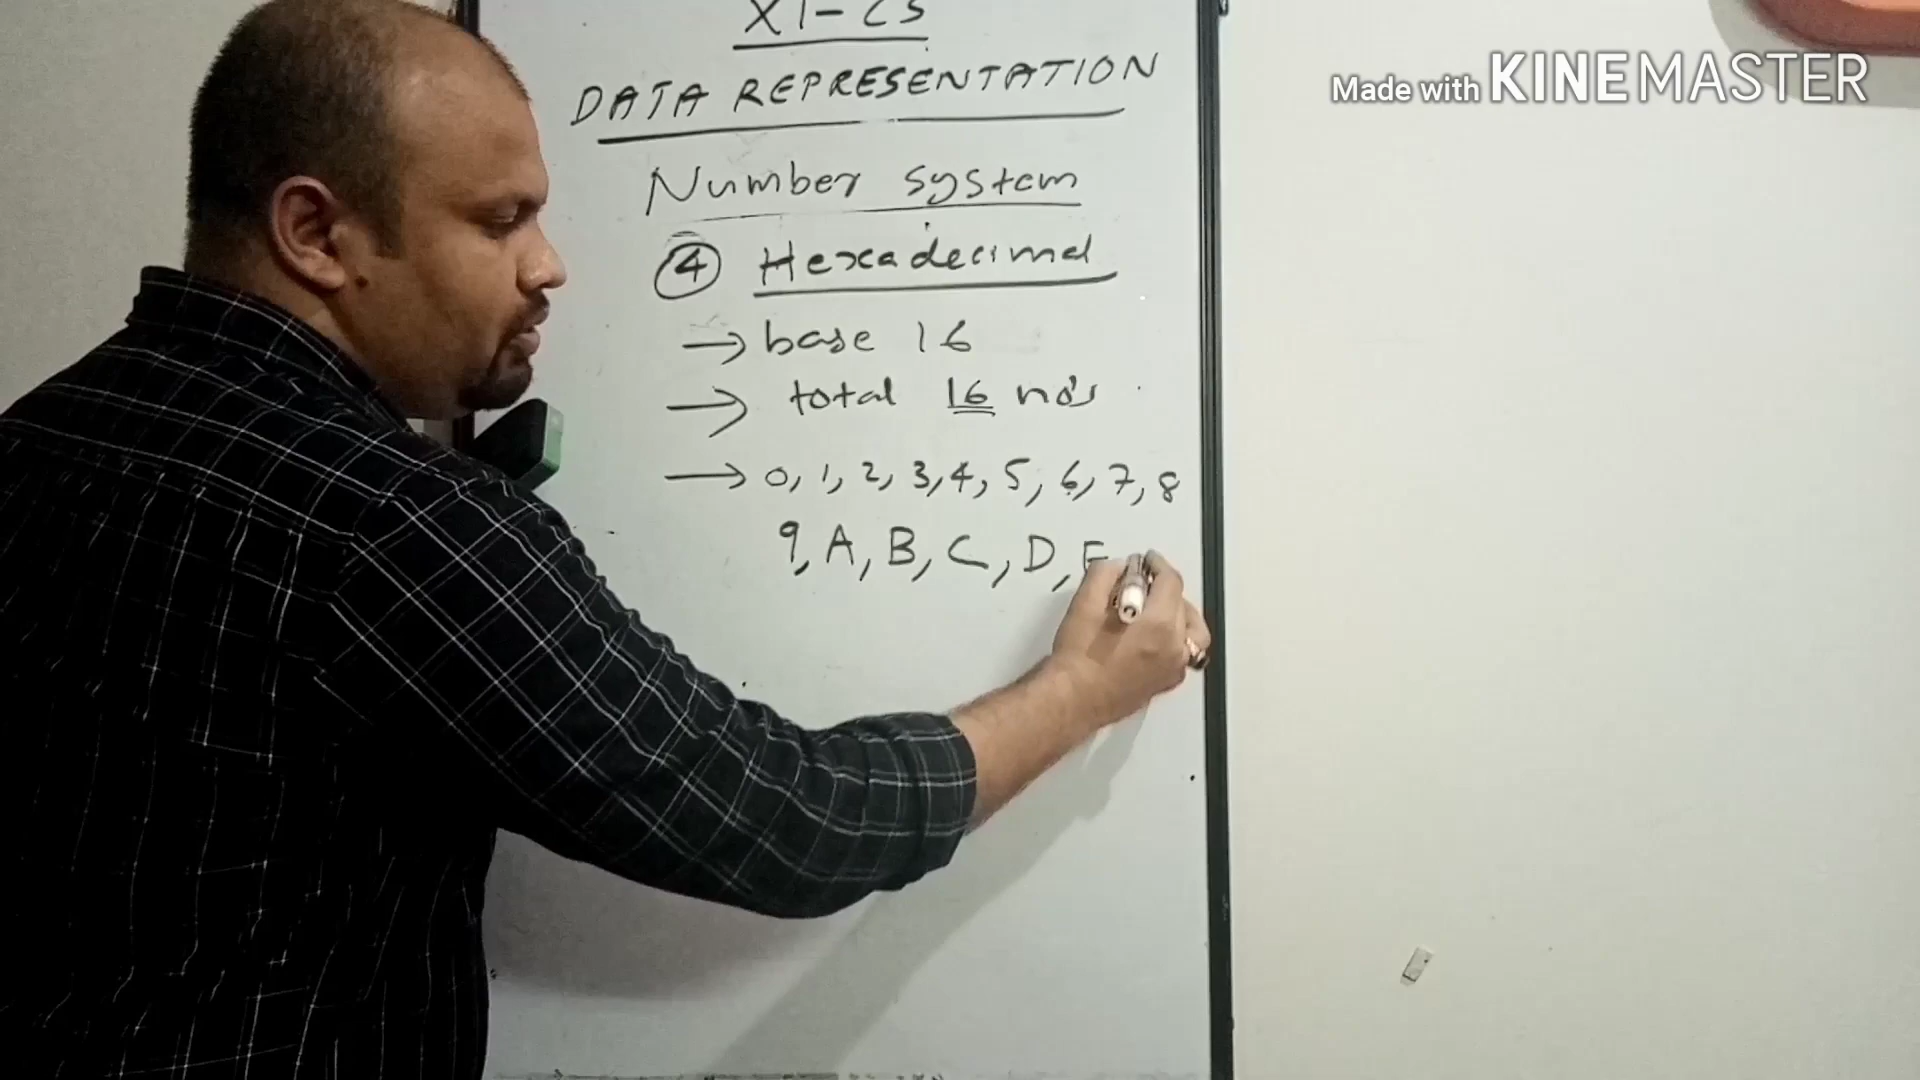 XI-CS
Made with KINEMASTER
DATA REPRESENTATION
Number system
④ Hexadecimal
→ base 16
→ total 16 no's
→ 0, 1, 2, 3, 4, 5, 6, 7, 8
9, A, B, C, D, E